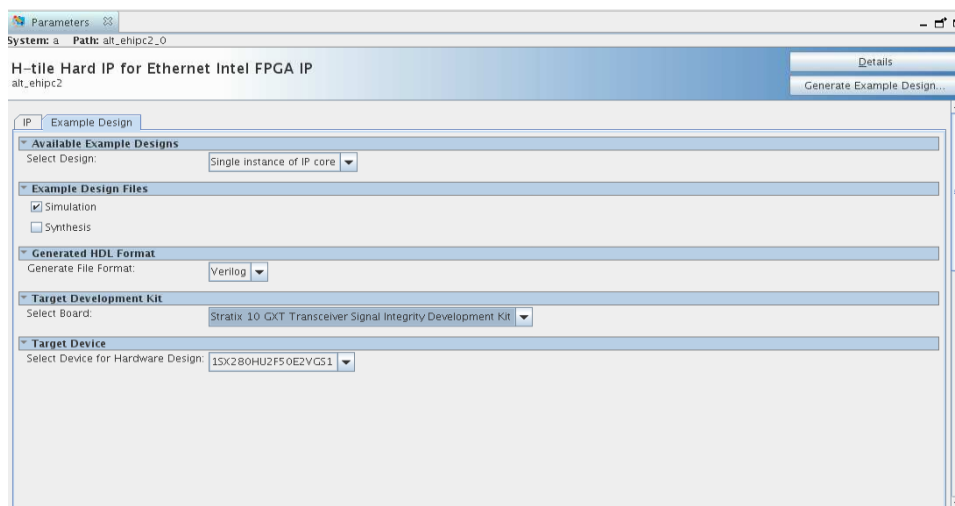 Parameters
System: a Path: alt_ehipc2_0
H-tile Hard IP for Ethernet Intel FPGA IP
alt_ehipc2
Details
Generate Example Design...
IP Example Design
Available Example Designs
Select Design: Single instance of IP core
Example Design Files
Simulation
Synthesis
Generated HDL Format
Generate File Format: Verilog
Target Development Kit
Select Board: Stratix 10 GXT Transceiver Signal Integrity Development Kit
Target Device
Select Device for Hardware Design: 1SX280HU2F50E2VGS1